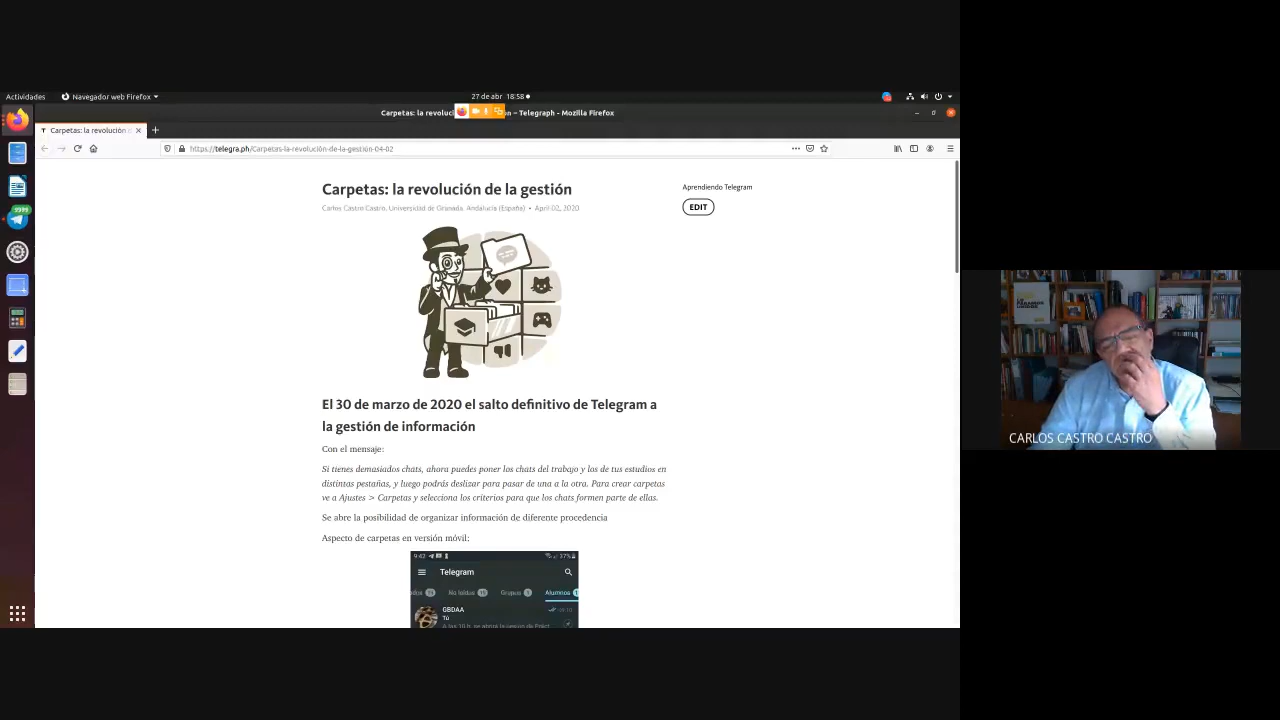 Actividades
Navegador web Firefox
27 de abr 18:58
Carpetas: la revoluci
n – Telegraph - Mozilla Firefox
Carpetas: la revolución
https://telegra.ph/Carpetas-la-revolución-de-la-gestión-04-02
Carpetas: la revolución de la gestión
Aprendiendo Telegram
Carlos Castro Castro, Universidad de Granada. Andalucía (España) • April 02, 2020
EDIT
9999
El 30 de marzo de 2020 el salto definitivo de Telegram a
la gestión de información
Con el mensaje:
Si tienes demasiados chats, ahora puedes poner los chats del trabajo y los de tus estudios en
distintas pestañas, y luego podrás deslizar para pasar de una a la otra. Para crear carpetas
ve a Ajustes > Carpetas y selecciona los criterios para que los chats formen parte de ellas.
Se abre la posibilidad de organizar información de diferente procedencia
Aspecto de carpetas en versión móvil:
9:42
37%
Telegram
No leídos
Grupos
Alumnos
GBDAA
Tú
CARLOS CASTRO CASTRO